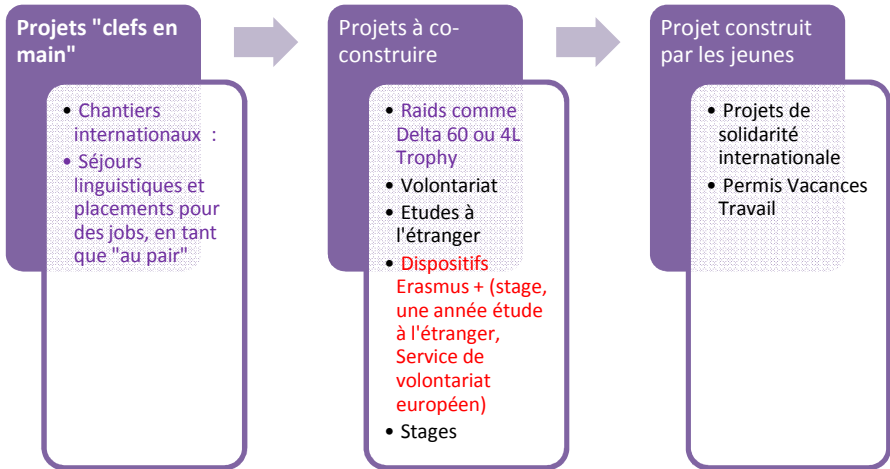 Projets "clefs en
main"
• Chantiers
internationaux  :
• Séjours
linguistiques et
placements pour
des jobs, en tant
que "au pair"
Projets à co-
construire
• Raids comme
Delta 60 ou 4L
Trophy
• Volontariat
• Etudes à
l'étranger
• Dispositifs
Erasmus + (stage,
une année étude
à l'étranger,
Service de
volontariat
européen)
• Stages
Projet construit
par les jeunes
• Projets de
solidarité
internationale
• Permis Vacances
Travail